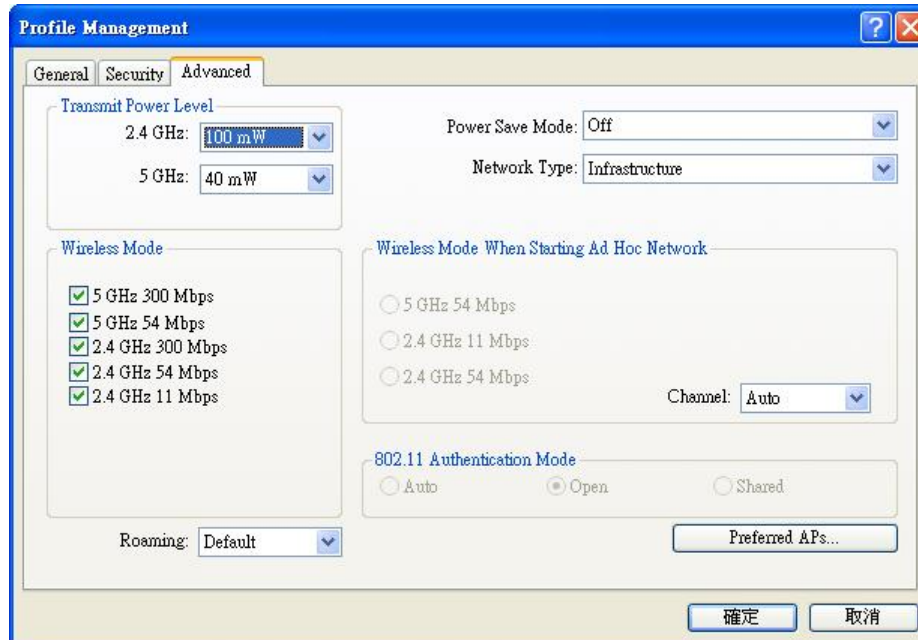 Profile Management
General Security Advanced
Transmit Power Level
2.4 GHz: 100 mW
5 GHz: 40 mW
Power Save Mode: Off
Network Type: Infrastructure
Wireless Mode
5 GHz 300 Mbps
5 GHz 54 Mbps
2.4 GHz 300 Mbps
2.4 GHz 54 Mbps
2.4 GHz 11 Mbps
Wireless Mode When Starting Ad Hoc Network
5 GHz 54 Mbps
2.4 GHz 11 Mbps
2.4 GHz 54 Mbps
Channel: Auto
802.11 Authentication Mode
Auto Open Shared
Roaming: Default
Preferred APs...
確定 取消